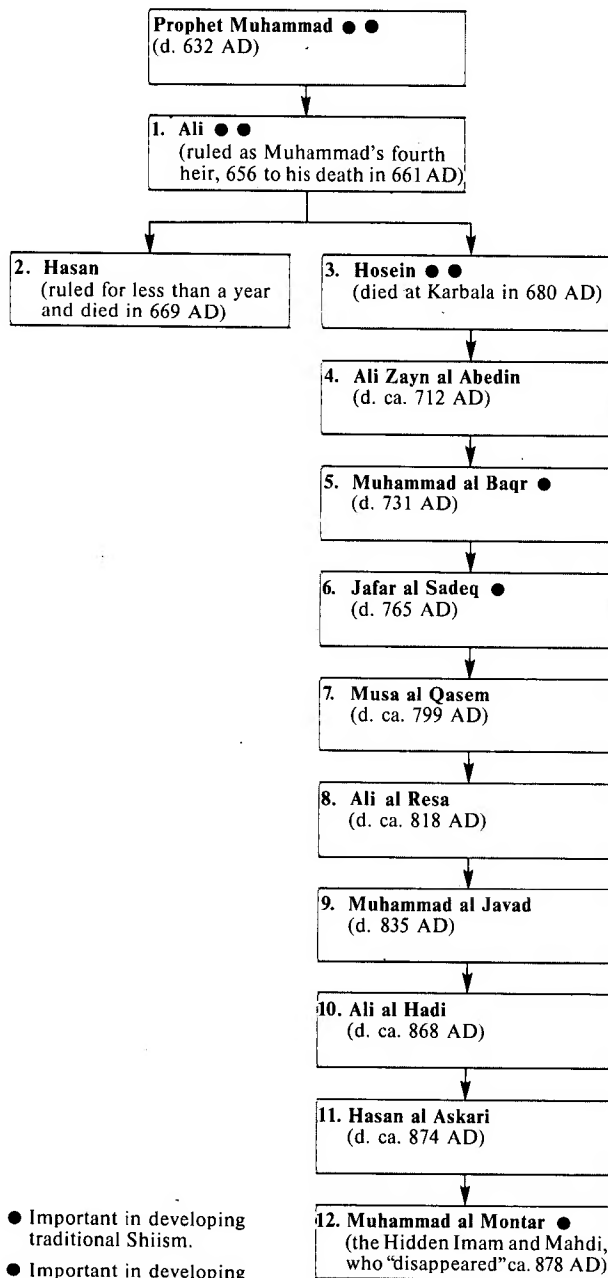 Prophet Muhammad ● ●
(d. 632 AD)
1. Ali ● ●
(ruled as Muhammad's fourth
heir, 656 to his death in 661 AD)
2. Hasan
(ruled for less than a year
and died in 669 AD)
3. Hosein ● ●
(died at Karbala in 680 AD)
4. Ali Zayn al Abedin
(d. ca. 712 AD)
5. Muhammad al Baqr ●
(d. 731 AD)
6. Jafar al Sadeq ●
(d. 765 AD)
7. Musa al Qasem
(d. ca. 799 AD)
8. Ali al Resa
(d. ca. 818 AD)
9. Muhammad al Javad
(d. 835 AD)
10. Ali al Hadi
(d. ca. 868 AD)
11. Hasan al Askari
(d. ca. 874 AD)
12. Muhammad al Montar ●
(the Hidden Imam and Mahdi,
who "disappeared" ca. 878 AD)
● Important in developing
traditional Shiism.
● Important in developing